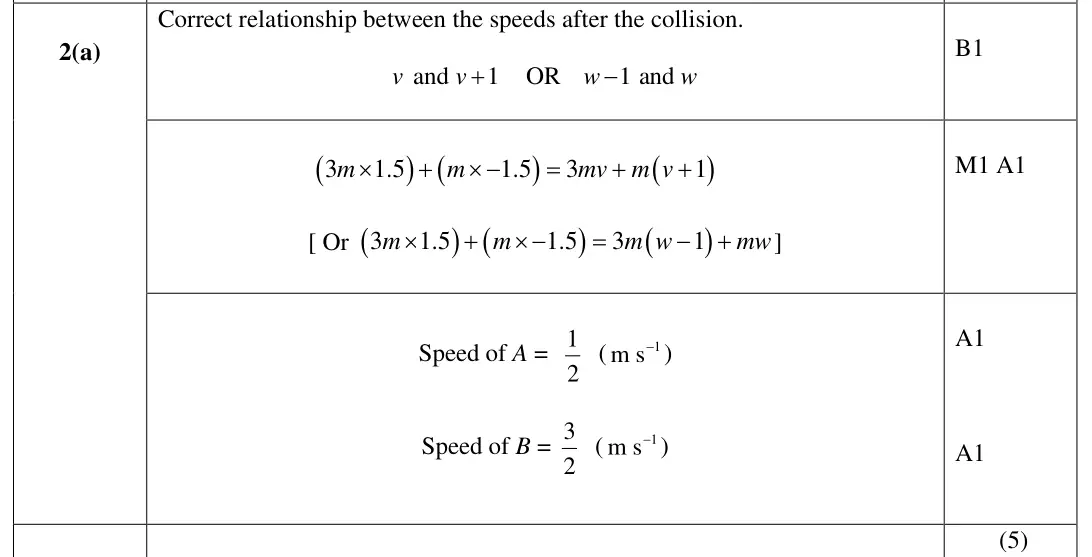 Correct relationship between the speeds after the collision.
2(a)
B1
v and v+1 OR w−1 and w
(3m×1.5)+(m×−1.5)=3mv+m(v+1)
M1 A1
[ Or (3m×1.5)+(m×−1.5)=3m(w−1)+mw]
Speed of A = 1/2 (m s⁻¹)
A1
Speed of B = 3/2 (m s⁻¹)
A1
(5)